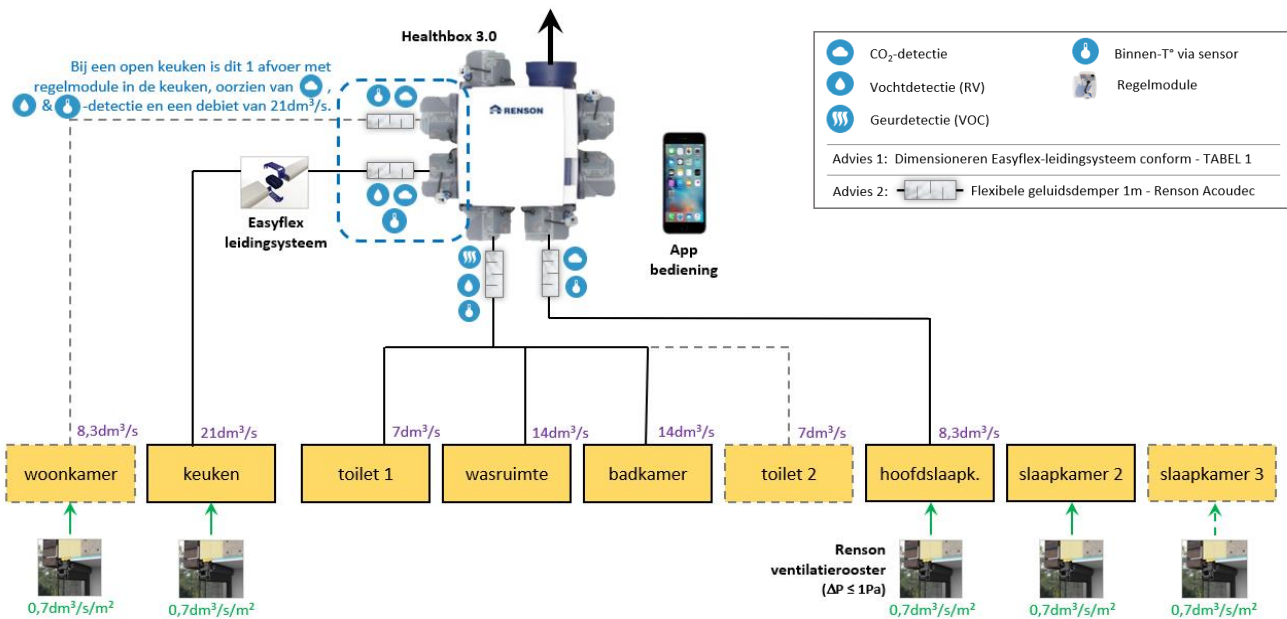 Healthbox 3.0
Bij een open keuken is dit 1 afvoer met
regelmodule in de keuken, oorzien van ,
& -detectie en een debiet van 21dm³/s.
RENSON
Easyflex
leidingsysteem
App
bediening
CO₂-detectie
Binnen-T° via sensor
Vochtdetectie (RV)
Regelmodule
Geurdetectie (VOC)
Advies 1: Dimensioneren Easyflex-leidingsysteem conform - TABEL 1
Advies 2: Flexibele geluidsdemper 1m - Renson Acoudec
8,3dm³/s
21dm³/s
7dm³/s
14dm³/s
14dm³/s
7dm³/s
8,3dm³/s
woonkamer
keuken
toilet 1
wasruimte
badkamer
toilet 2
hoofdslaapk.
slaapkamer 2
slaapkamer 3
Renson
ventilatierooster
(ΔP ≤ 1Pa)
0,7dm³/s/m²
0,7dm³/s/m²
0,7dm³/s/m²
0,7dm³/s/m²
0,7dm³/s/m²